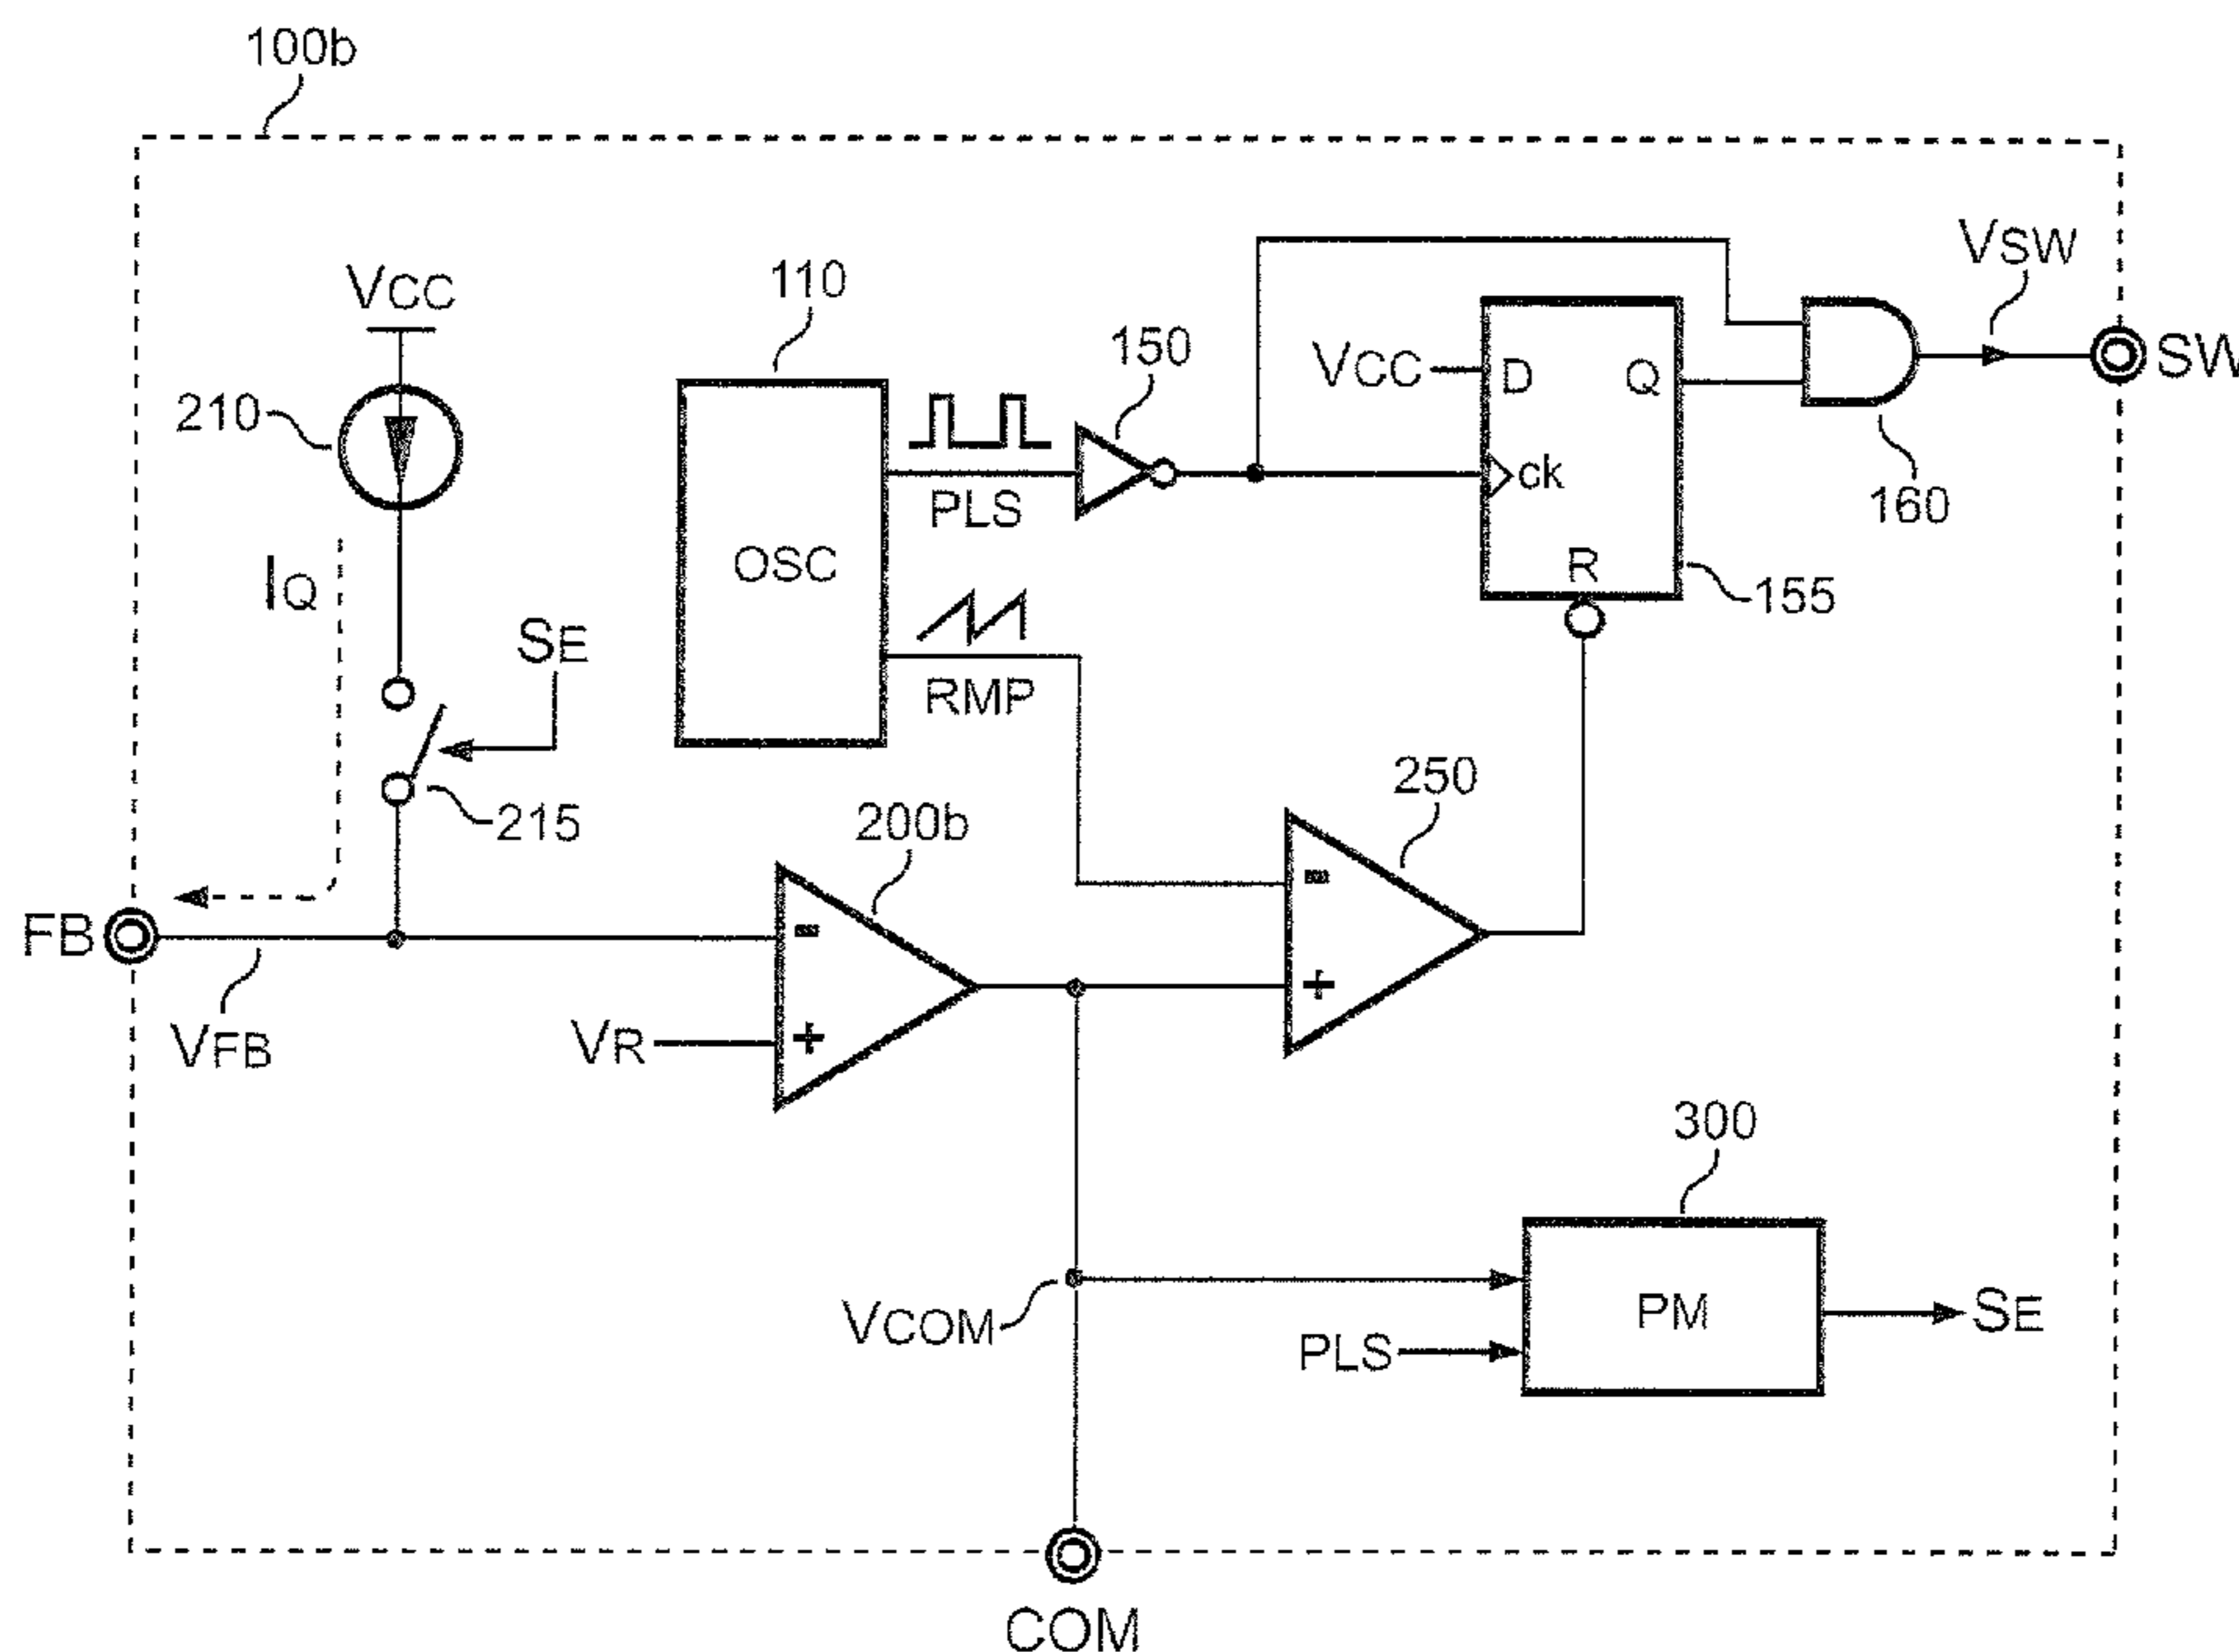 100b
VCC
210
IQ
SE
215
FB
VFB
110
OSC
PLS
RMP
150
VCC
D
Q
ck
R
155
160
VSW
SW
200b
-
+
VR
250
-
+
VCOM
300
PM
PLS
SE
COM